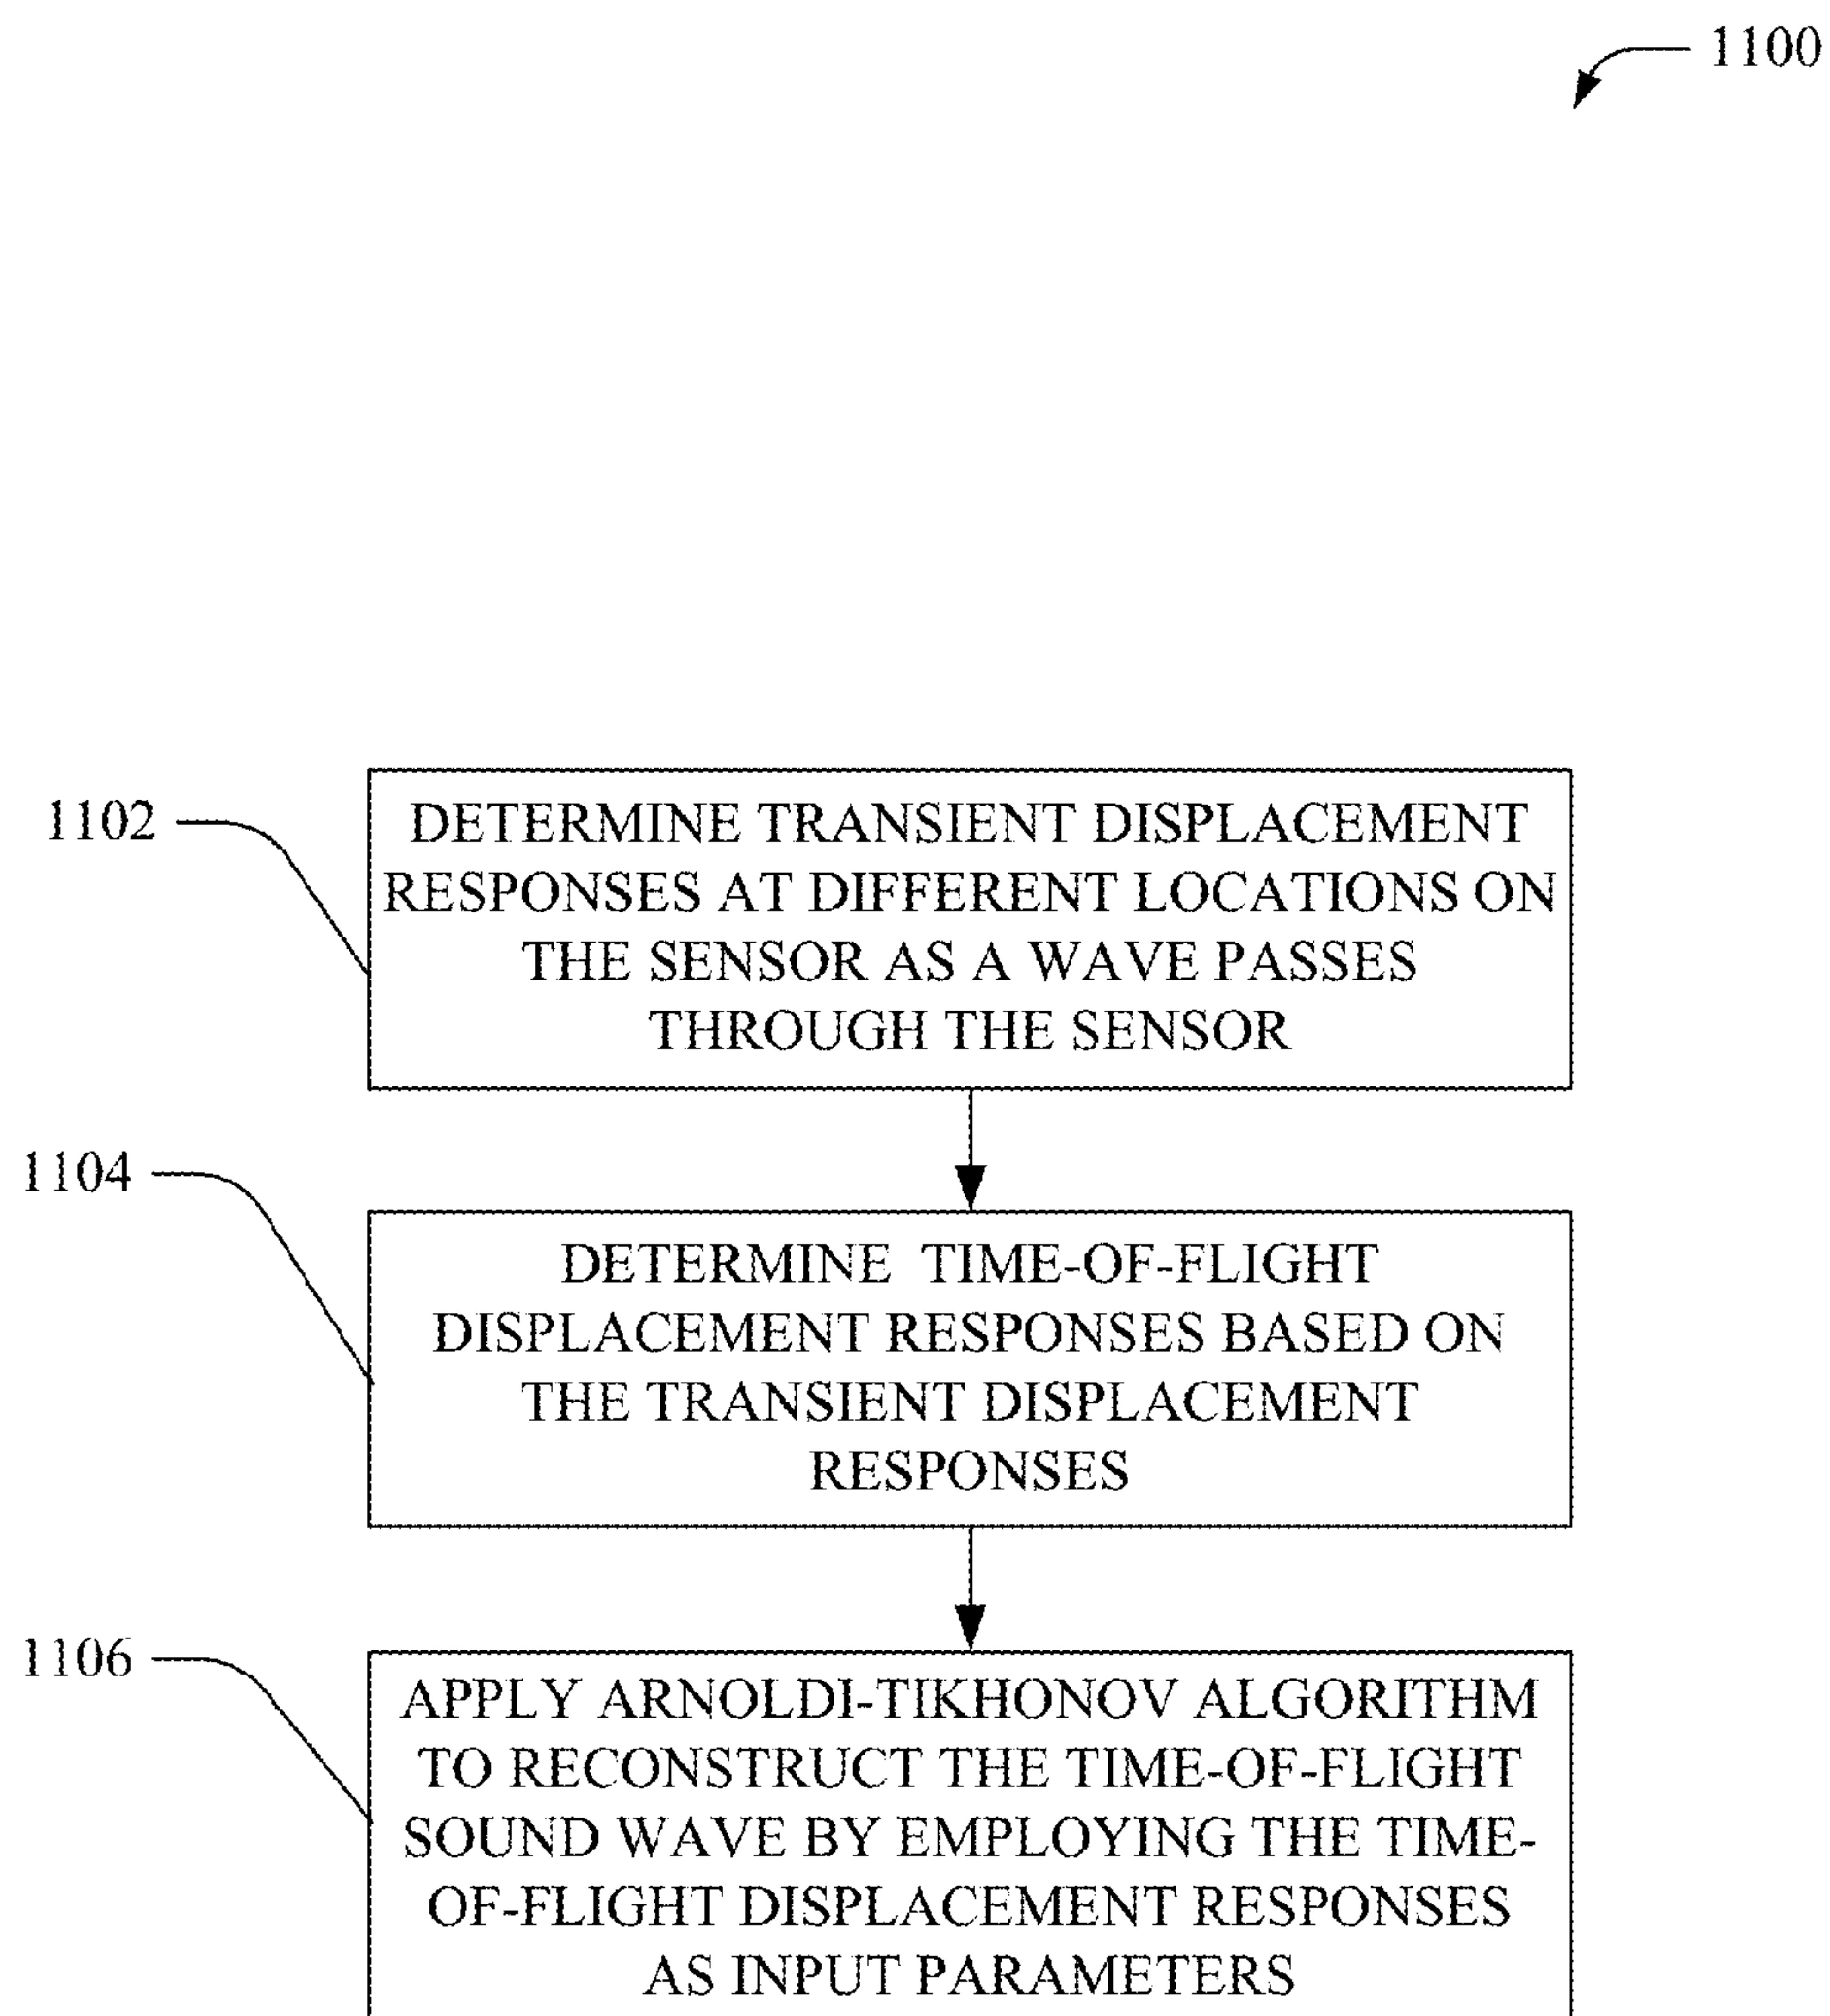 1100
1102
DETERMINE TRANSIENT DISPLACEMENT
RESPONSES AT DIFFERENT LOCATIONS ON
THE SENSOR AS A WAVE PASSES
THROUGH THE SENSOR
1104
DETERMINE TIME-OF-FLIGHT
DISPLACEMENT RESPONSES BASED ON
THE TRANSIENT DISPLACEMENT
RESPONSES
1106
APPLY ARNOLDI-TIKHONOV ALGORITHM
TO RECONSTRUCT THE TIME-OF-FLIGHT
SOUND WAVE BY EMPLOYING THE TIME-
OF-FLIGHT DISPLACEMENT RESPONSES
AS INPUT PARAMETERS